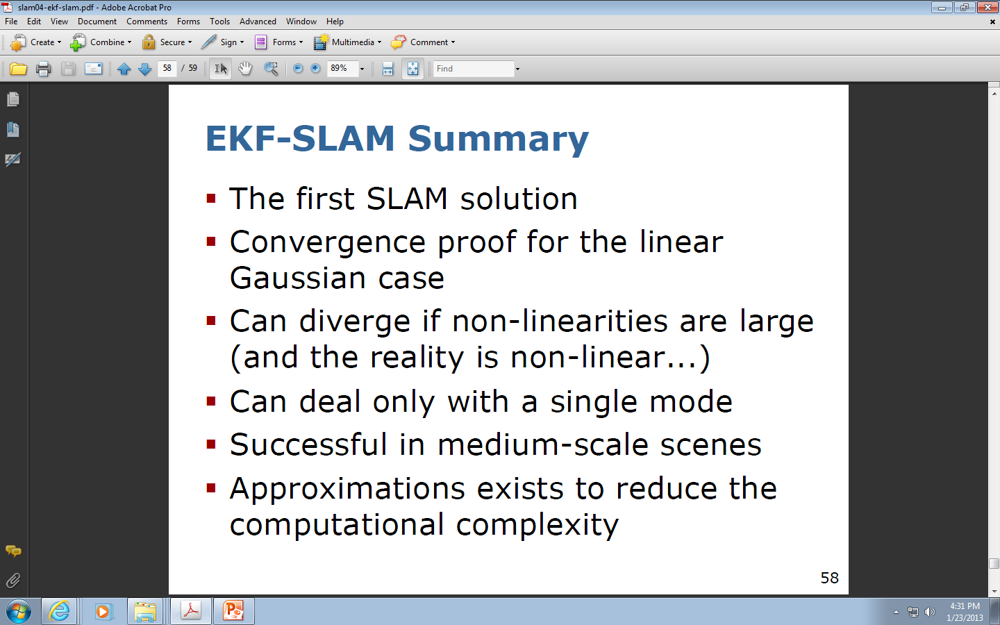 slam04-ekf-slam.pdf - Adobe Acrobat Pro
File Edit View Document Comments Forms Tools Advanced Window Help
Create Combine Secure Sign Forms Multimedia Comment
58 / 59 89% Find
EKF-SLAM Summary
The first SLAM solution
Convergence proof for the linear
Gaussian case
Can diverge if non-linearities are large
(and the reality is non-linear...)
Can deal only with a single mode
Successful in medium-scale scenes
Approximations exists to reduce the
computational complexity
58
4:31 PM
1/23/2013